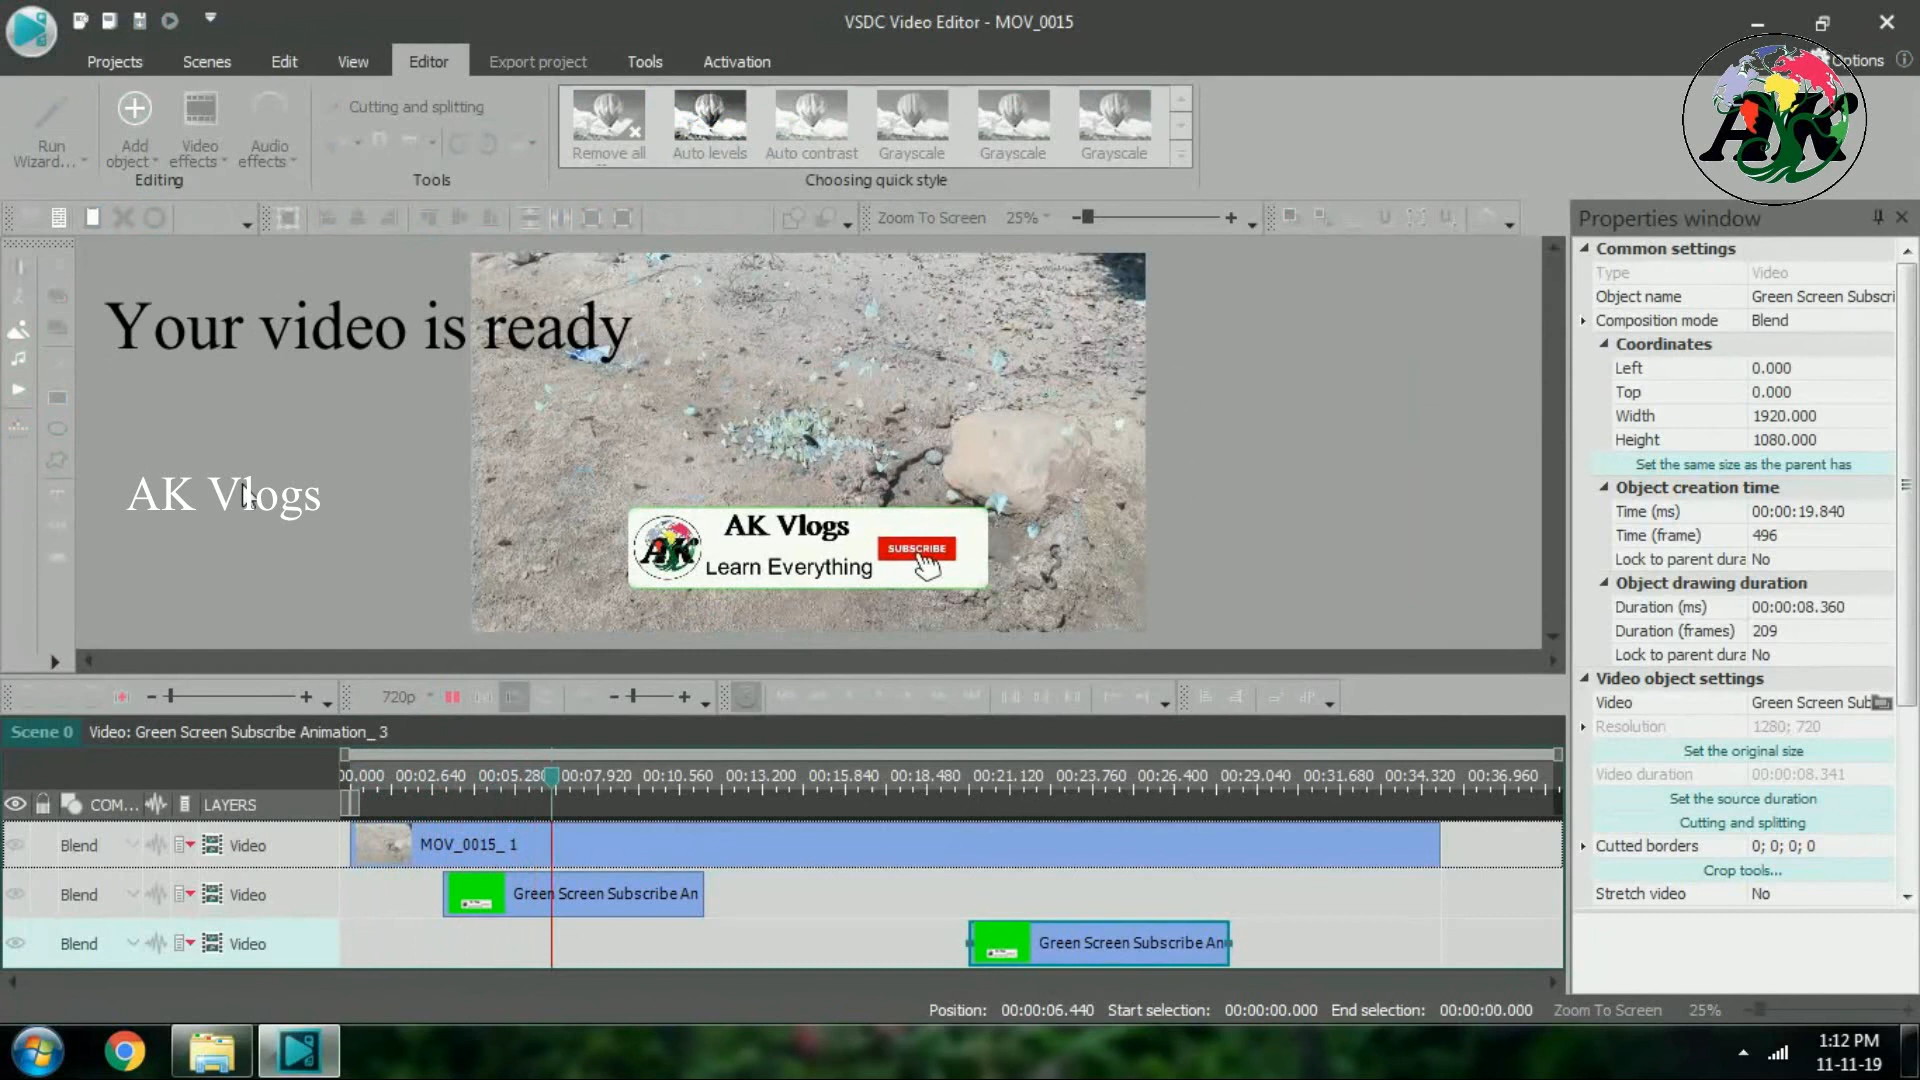 VSDC Video Editor - MOV_0015
Projects Scenes Edit View Editor Export project Tools Activation Options
AK
Run Wizard... Add object Video effects Audio effects
Editing
Cutting and splitting
Tools
Remove all Auto levels Auto contrast Grayscale Grayscale Grayscale
Choosing quick style
Zoom To Screen 25%
Properties window
Common settings
Type Video
Object name Green Screen Subscri
Composition mode Blend
Coordinates
Left 0.000
Top 0.000
Width 1920.000
Height 1080.000
Set the same size as the parent has
Object creation time
Time (ms) 00:00:19.840
Time (frame) 496
Lock to parent dura No
Object drawing duration
Duration (ms) 00:00:08.360
Duration (frames) 209
Lock to parent dura No
Video object settings
Video Green Screen Sub
Resolution 1280; 720
Set the original size
Video duration 00:00:08.341
Set the source duration
Cutting and splitting
Cutted borders 0; 0; 0; 0
Crop tools...
Stretch video No
Your video is ready
AK Vlogs
AK
AK Vlogs
Learn Everything
SUBSCRIBE
720p
Scene 0 Video: Green Screen Subscribe Animation_ 3
00.000 00:02.640 00:05.280 00:07.920 00:10.560 00:13.200 00:15.840 00:18.480 00:21.120 00:23.760 00:26.400 00:29.040 00:31.680 00:34.320 00:36.960
COM... LAYERS
Blend Video MOV_0015_ 1
Blend Video Green Screen Subscribe An
Blend Video Green Screen Subscribe An
Position: 00:00:06.440 Start selection: 00:00:00.000 End selection: 00:00:00.000 Zoom To Screen 25%
1:12 PM
11-11-19